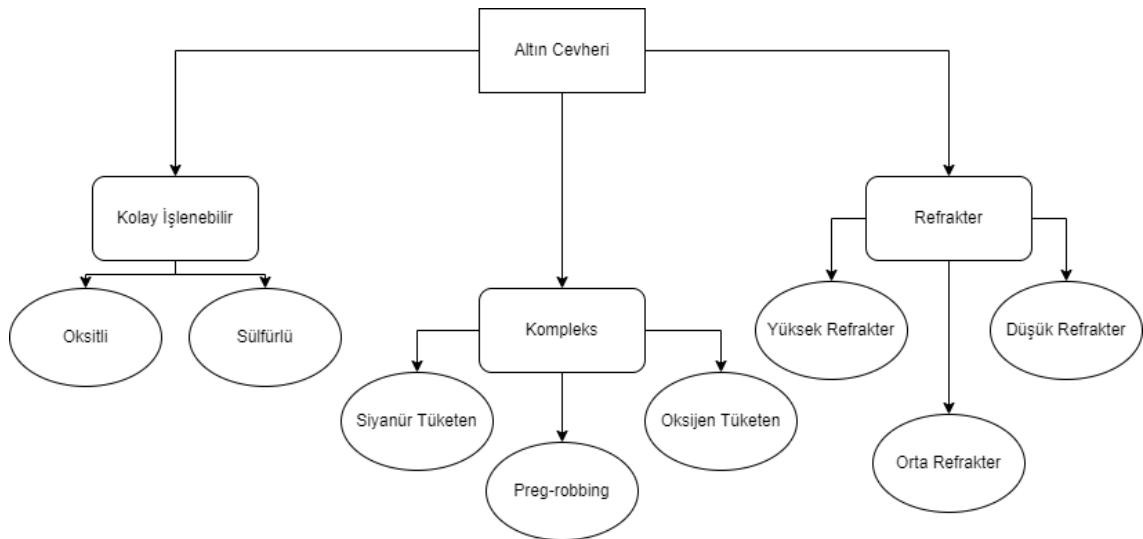 Altın Cevheri
Kolay İşlenebilir
Oksitli
Sülfürlü
Kompleks
Siyanür Tüketen
Preg-robbing
Oksijen Tüketen
Refrakter
Yüksek Refrakter
Orta Refrakter
Düşük Refrakter